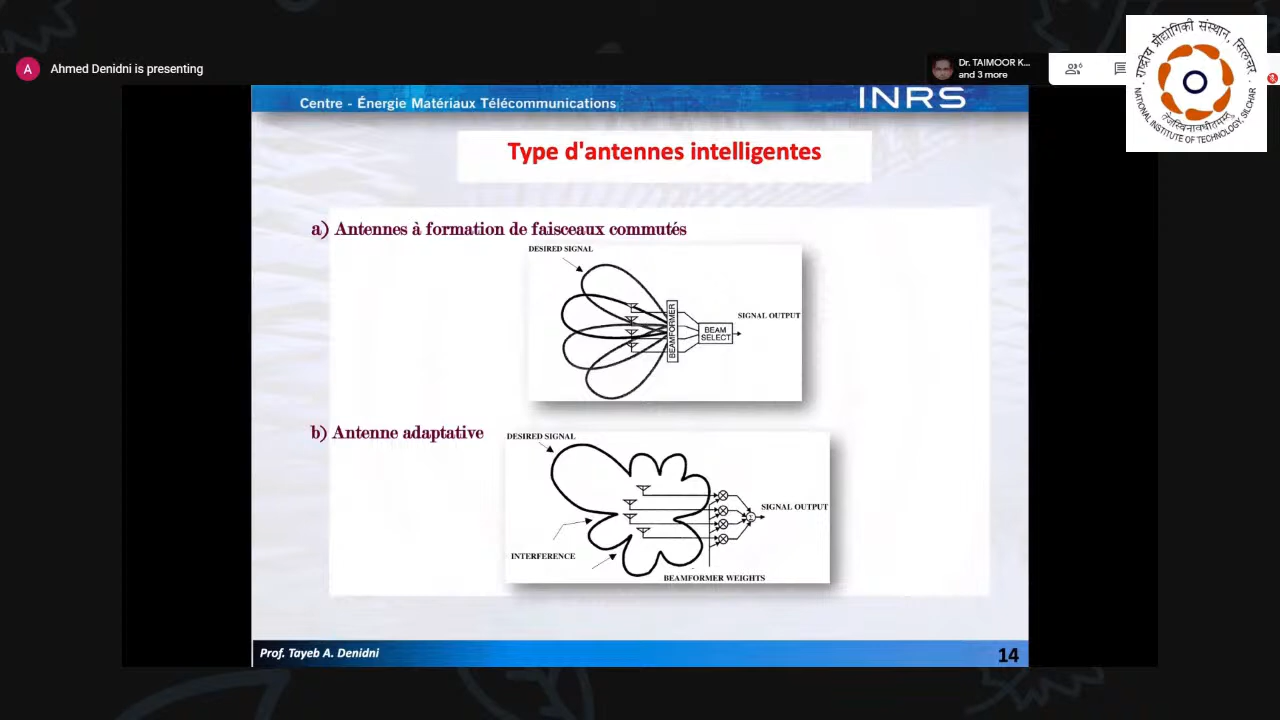 Ahmed Denidni is presenting
A
Dr. TAIMOOR K...
and 3 more
6
राष्ट्रीय प्रौद्योगिकी संस्थान, सिलचर
NATIONAL INSTITUTE OF TECHNOLOGY, SILCHAR
Centre - Énergie Matériaux Télécommunications
INRS
Type d'antennes intelligentes
a) Antennes à formation de faisceaux commutés
DESIRED SIGNAL
BEAMFORMER
BEAM
SELECT
SIGNAL OUTPUT
b) Antenne adaptative
DESIRED SIGNAL
SIGNAL OUTPUT
INTERFERENCE
BEAMFORMER WEIGHTS
Prof. Tayeb A. Denidni
14